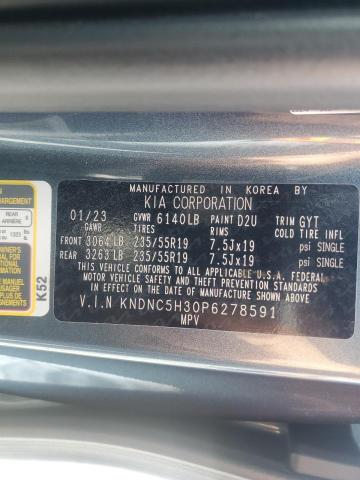 MANUFACTURED IN KOREA BY
KIA CORPORATION
01/23 GVWR 6140LB PAINT D2U TRIM GYT
GAWR TIRES RIMS COLD TIRE INFL
FRONT 3064LB 235/55R19 7.5Jx19 psi SINGLE
REAR 3263LB 235/55R19 7.5Jx19 psi SINGLE
THIS VEHICLE CONFORMS TO ALL APPLICABLE U.S.A. FEDERAL
MOTOR VEHICLE SAFETY, BUMPER, AND
THEFT PREVENTION STANDARDS IN EFFECT ON THE DATE OF
MANUFACTURE SHOWN ABOVE.
V.I.N KNDNC5H30P6278591
MPV
K52
REAR
ARRIÈRE